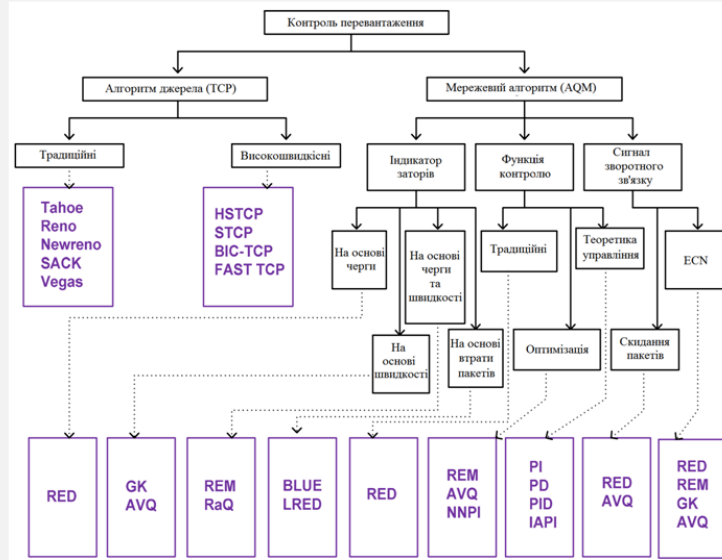 Контроль перевантаження
Алгоритм джерела (TCP)
Мережевий алгоритм (AQM)
Традиційні
Високошвидкісні
Індикатор
заторів
Функція
контролю
Сигнал
зворотного
зв'язку
Tahoe
Reno
Newreno
SACK
Vegas
HSTCP
STCP
BIC-TCP
FAST TCP
На основі
черги
На основі
черги
та
швидкості
Традиційні
Теоретика
управління
ECN
На
основі
швидкості
На основі
втрати
пакетів
Оптимізація
Скидання
пакетів
RED
GK
AVQ
REM
RaQ
BLUE
LRED
RED
REM
AVQ
NNPI
PI
PD
PID
IAPI
RED
AVQ
RED
REM
GK
AVQ